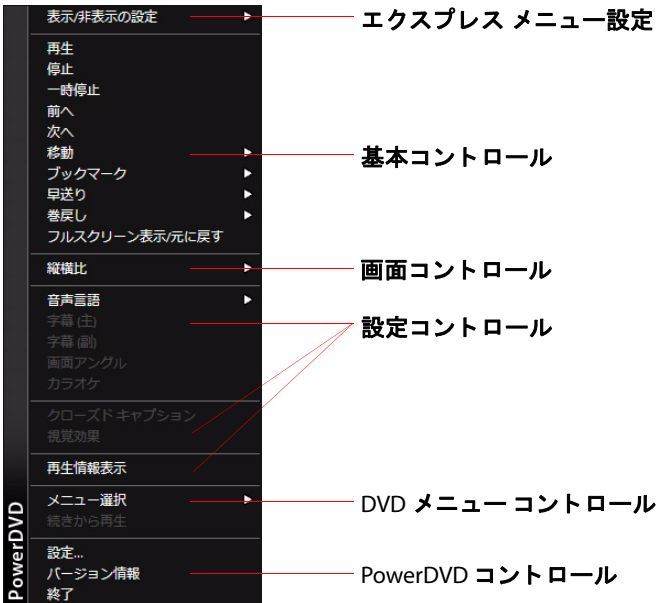 表示/非表示の設定
エクスプレス メニュー設定
再生
停止
一時停止
前へ
次へ
移動
基本コントロール
ブックマーク
早送り
巻戻し
フルスクリーン表示/元に戻す
縦横比
画面コントロール
音声言語
字幕 (主)
設定コントロール
字幕 (副)
画面アングル
カラオケ
クローズド キャプション
視覚効果
再生情報表示
メニュー選択
DVD メニュー コントロール
続きから再生
設定...
バージョン情報
PowerDVD コントロール
終了
PowerDVD